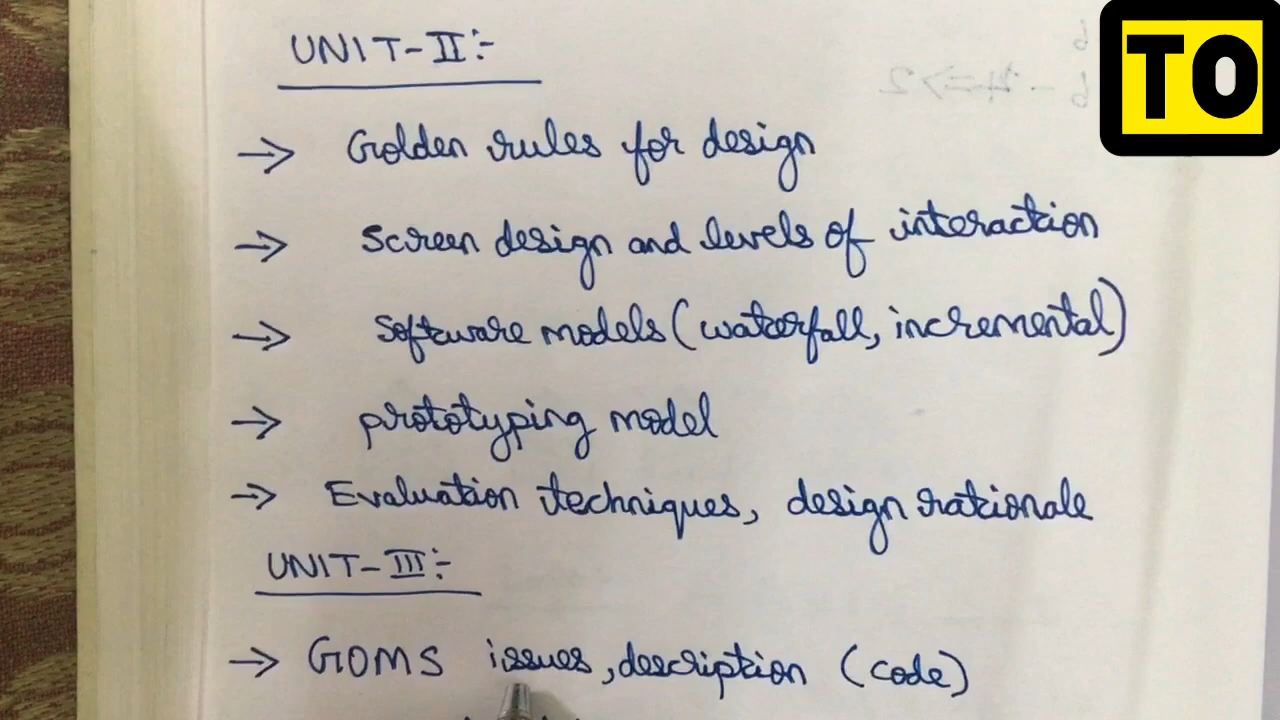 TO
UNIT-II:-
→ Golden rules for design
→ Screen design and levels of interaction
→ Software models (waterfall, incremental)
→ prototyping model
→ Evaluation techniques, design rationale
UNIT-III:-
→ GOMS issues, description (code)